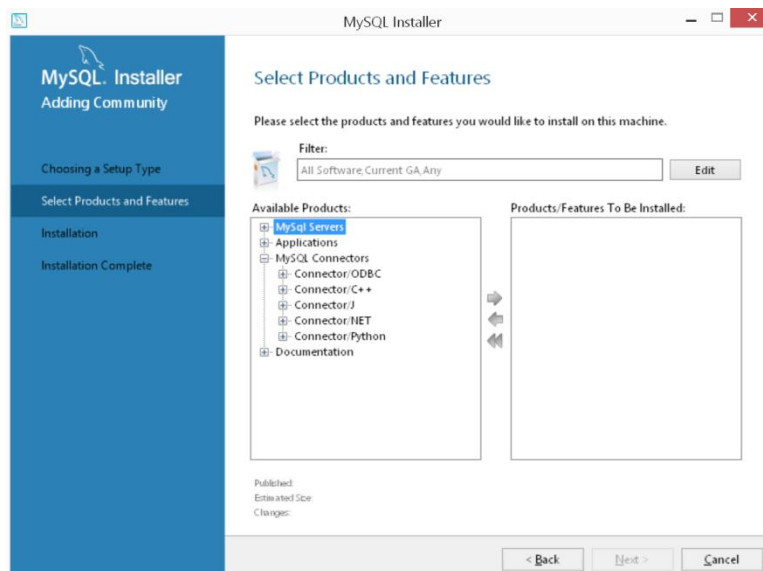 MySQL Installer
MySQL. Installer
Adding Community
Choosing a Setup Type
Select Products and Features
Installation
Installation Complete
Select Products and Features
Please select the products and features you would like to install on this machine.
Filter:
All Software,Current GA,Any
Edit
Available Products:
MySql Servers
Applications
MySQL Connectors
Connector/ODBC
Connector/C++
Connector/J
Connector/NET
Connector/Python
Documentation
Products/Features To Be Installed:
Published:
Estimated Size:
Changes:
< Back
Next >
Cancel